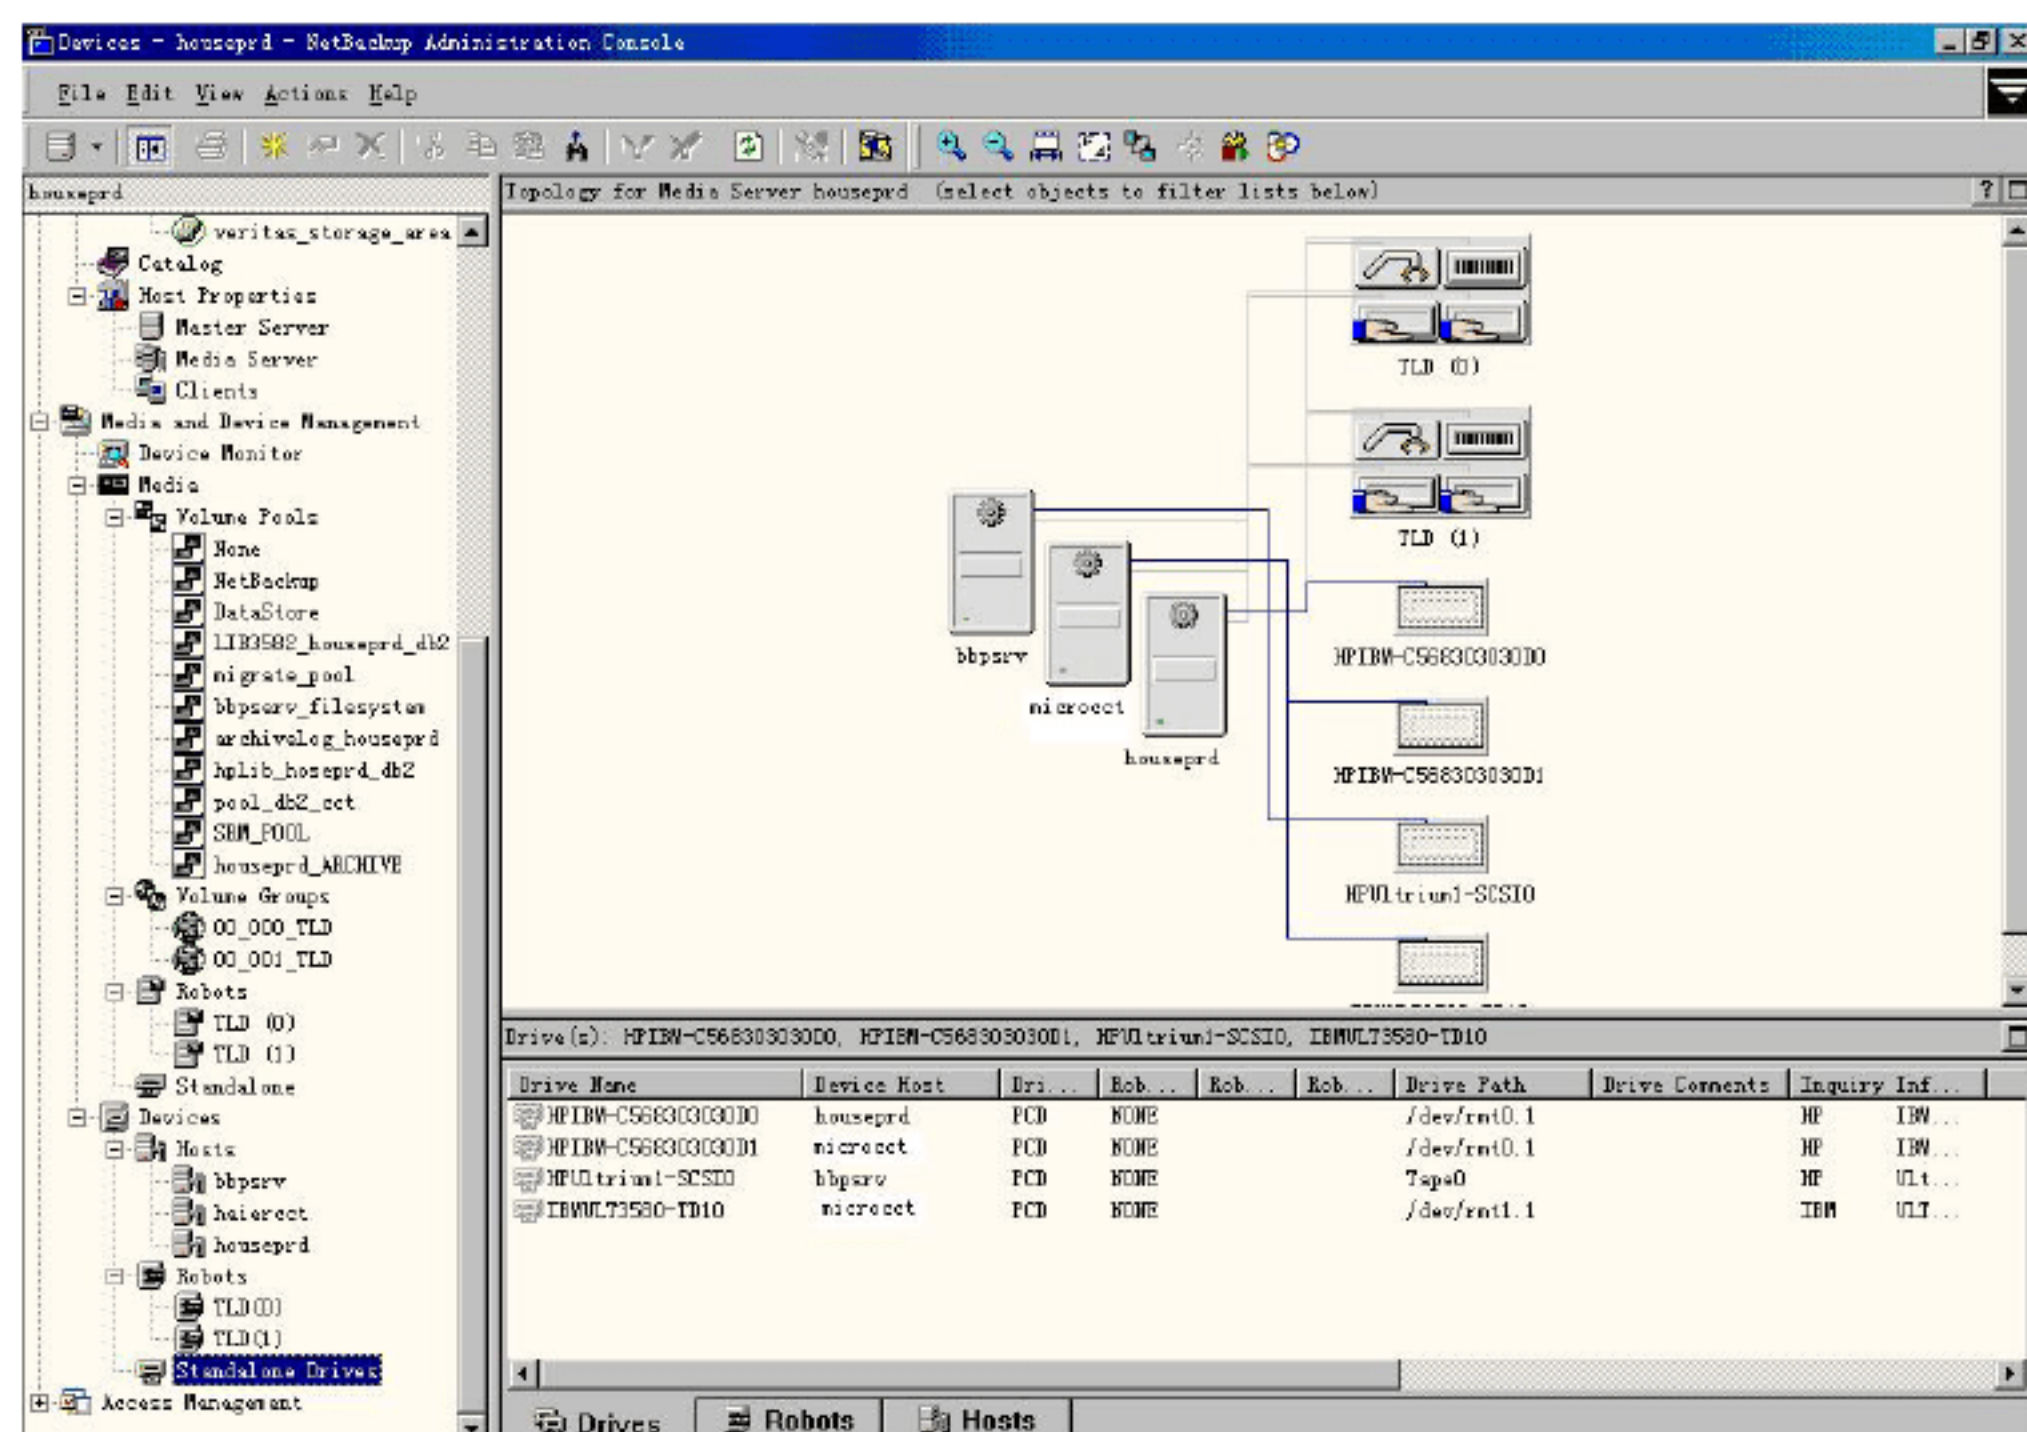 Devices - houseprd - NetBackup Administration Console
File Edit View Actions Help
houseprd
Topology for Media Server houseprd (select objects to filter lists below)
veritas_storage_area
Catalog
Host Properties
Master Server
Media Server
Clients
Media and Device Management
Device Monitor
Media
Volume Pools
None
NetBackup
DataStore
LIB3582_houseprd_db2
migrate_pool
bbpserv_filesystem
archivelog_houseprd
hplib_hoseprd_db2
pool_db2_cct
SBM_POOL
houseprd_ARCHIVE
Volume Groups
00_000_TLD
00_001_TLD
Robots
TLD (0)
TLD (1)
Standalone
Devices
Hosts
bbpsrv
haiercct
houseprd
Robots
TLD(0)
TLD(1)
Standalone Drives
Access Management
TLD (0)
TLD (1)
bbpsrv
microcct
houseprd
HPIBM-C568303030D0
HPIBM-C568303030D1
HPUltrium1-SCSI0
Drive(s): HPIBM-C568303030D0, HPIBM-C568303030D1, HPUltrium1-SCSI0, IBMULT3580-TD10
Drive Name Device Host Dri... Rob... Rob... Rob... Drive Path Drive Comments Inquiry Inf...
HPIBM-C568303030D0 houseprd PCD NONE /dev/rmt0.1 HP IBM...
HPIBM-C568303030D1 microcct PCD NONE /dev/rmt0.1 HP IBM...
HPUltrium1-SCSI0 bbpsrv PCD NONE Tape0 HP Ult...
IBMULT3580-TD10 microcct PCD NONE /dev/rmt1.1 IBM ULT...
Drives Robots Hosts